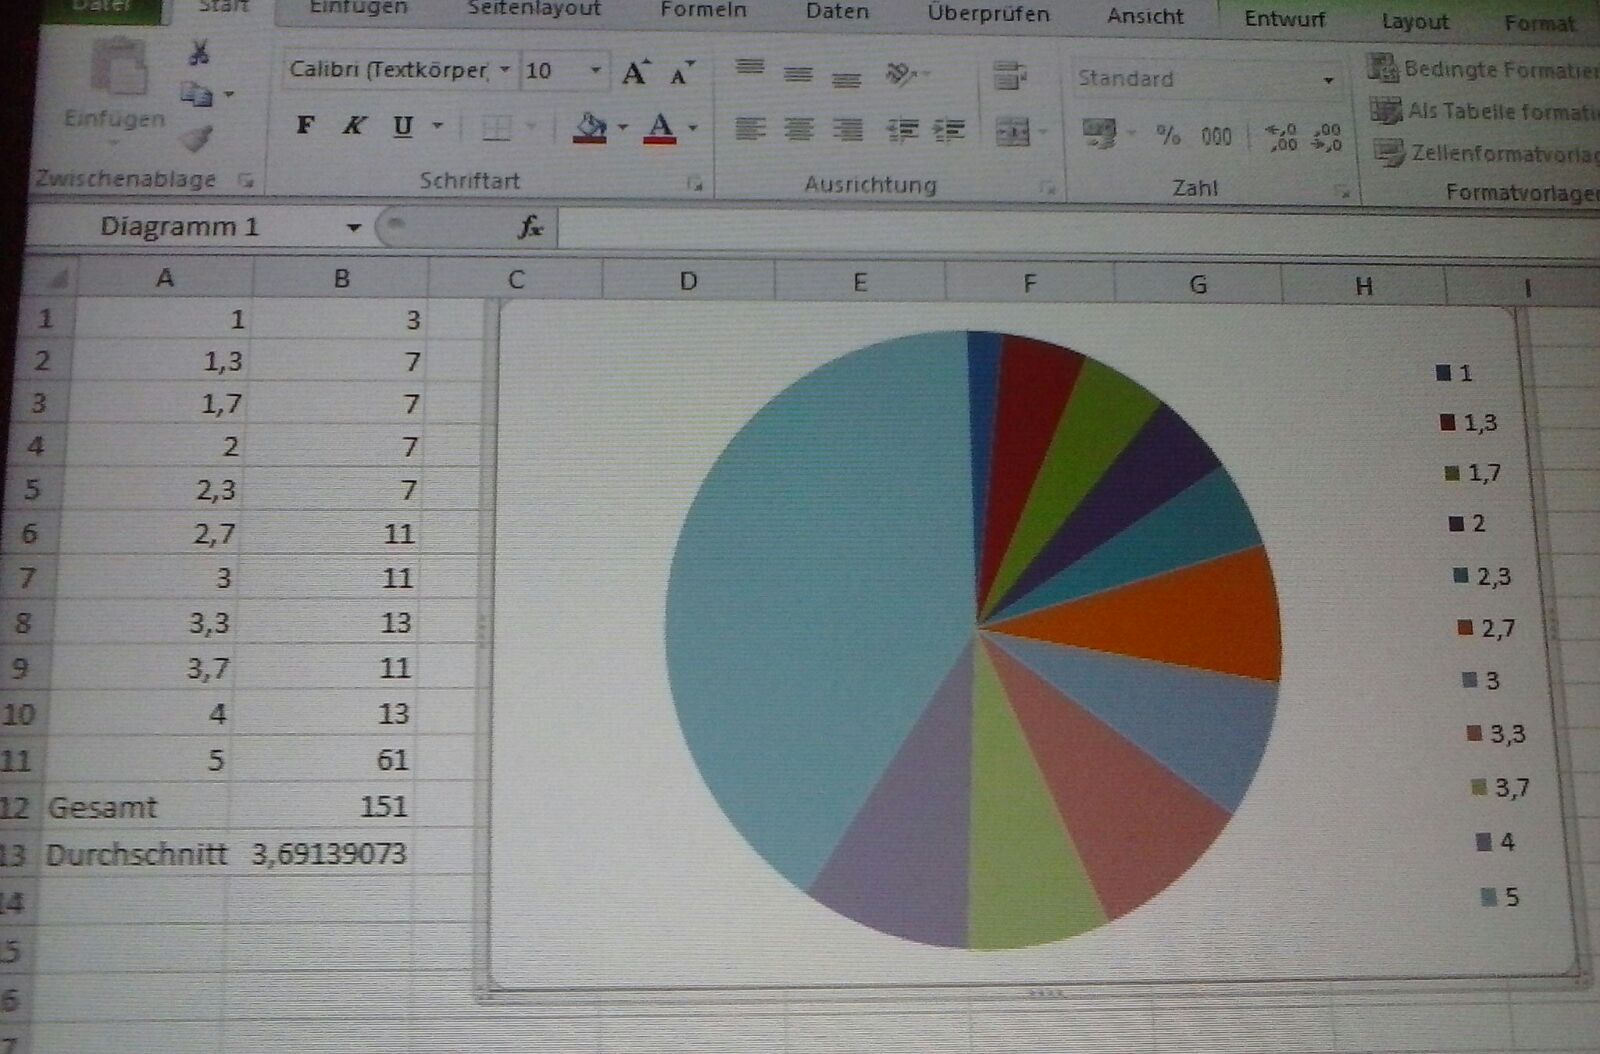 Datei Start Einfügen Seitenlayout Formeln Daten Überprüfen Ansicht Entwurf Layout Format
Calibri (Textkörper 10 A A Standard Bedingte Formatier
Einfügen F K U A % 000 Als Tabelle formati
Zellenformatvorlag
Zwischenablage Schriftart Ausrichtung Zahl Formatvorlagen
Diagramm 1 fx
A B C D E F G H I
1 1 3
2 1,3 7
3 1,7 7
4 2 7
5 2,3 7
6 2,7 11
7 3 11
8 3,3 13
9 3,7 11
10 4 13
11 5 61
12 Gesamt 151
13 Durchschnitt 3,69139073
14
15
16
17
1
1,3
1,7
2
2,3
2,7
3
3,3
3,7
4
5